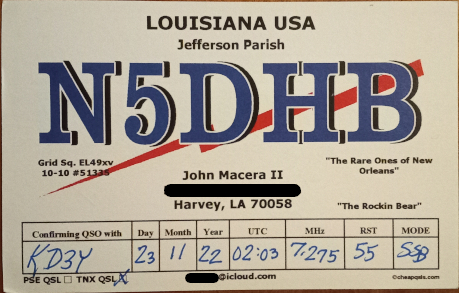 LOUISIANA USA
Jefferson Parish
N5DHB
Grid Sq. EL49xv
10-10 #51335
"The Rare Ones of New
Orleans"
John Macera II
Harvey, LA 70058
"The Rockin Bear"
Confirming QSO with Day Month Year UTC MHz RST MODE
KD3Y 23 11 22 02:03 7.275 55 SSB
PSE QSL □ TNX QSL X
@icloud.com
©cheapqsls.com